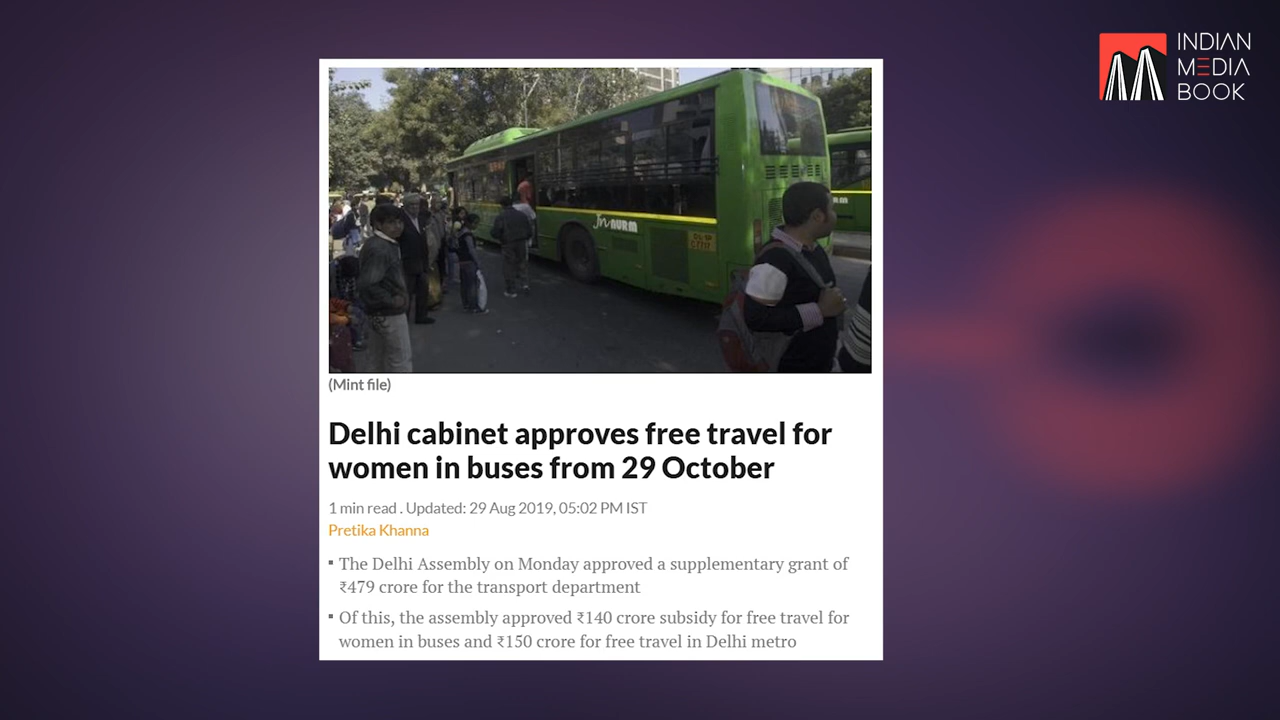 INDIAN
MEDIA
BOOK
JnNURM
(Mint file)
Delhi cabinet approves free travel for
women in buses from 29 October
1 min read . Updated: 29 Aug 2019, 05:02 PM IST
Pretika Khanna
▪ The Delhi Assembly on Monday approved a supplementary grant of
₹479 crore for the transport department
▪ Of this, the assembly approved ₹140 crore subsidy for free travel for
women in buses and ₹150 crore for free travel in Delhi metro